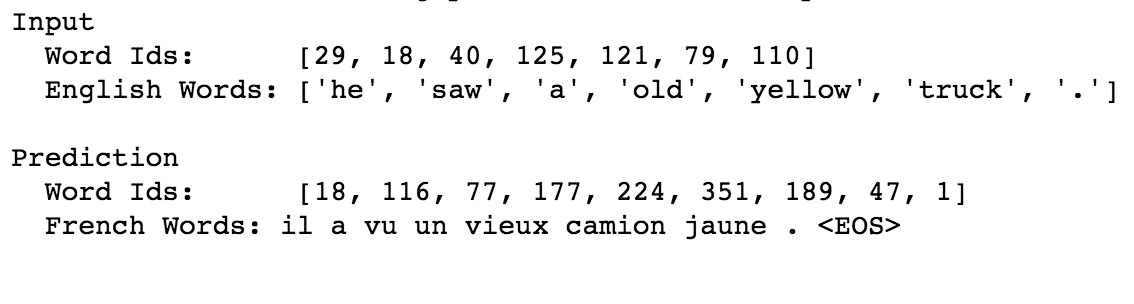 Input
Word Ids: [29, 18, 40, 125, 121, 79, 110]
English Words: ['he', 'saw', 'a', 'old', 'yellow', 'truck', '.']
Prediction
Word Ids: [18, 116, 77, 177, 224, 351, 189, 47, 1]
French Words: il a vu un vieux camion jaune . <EOS>